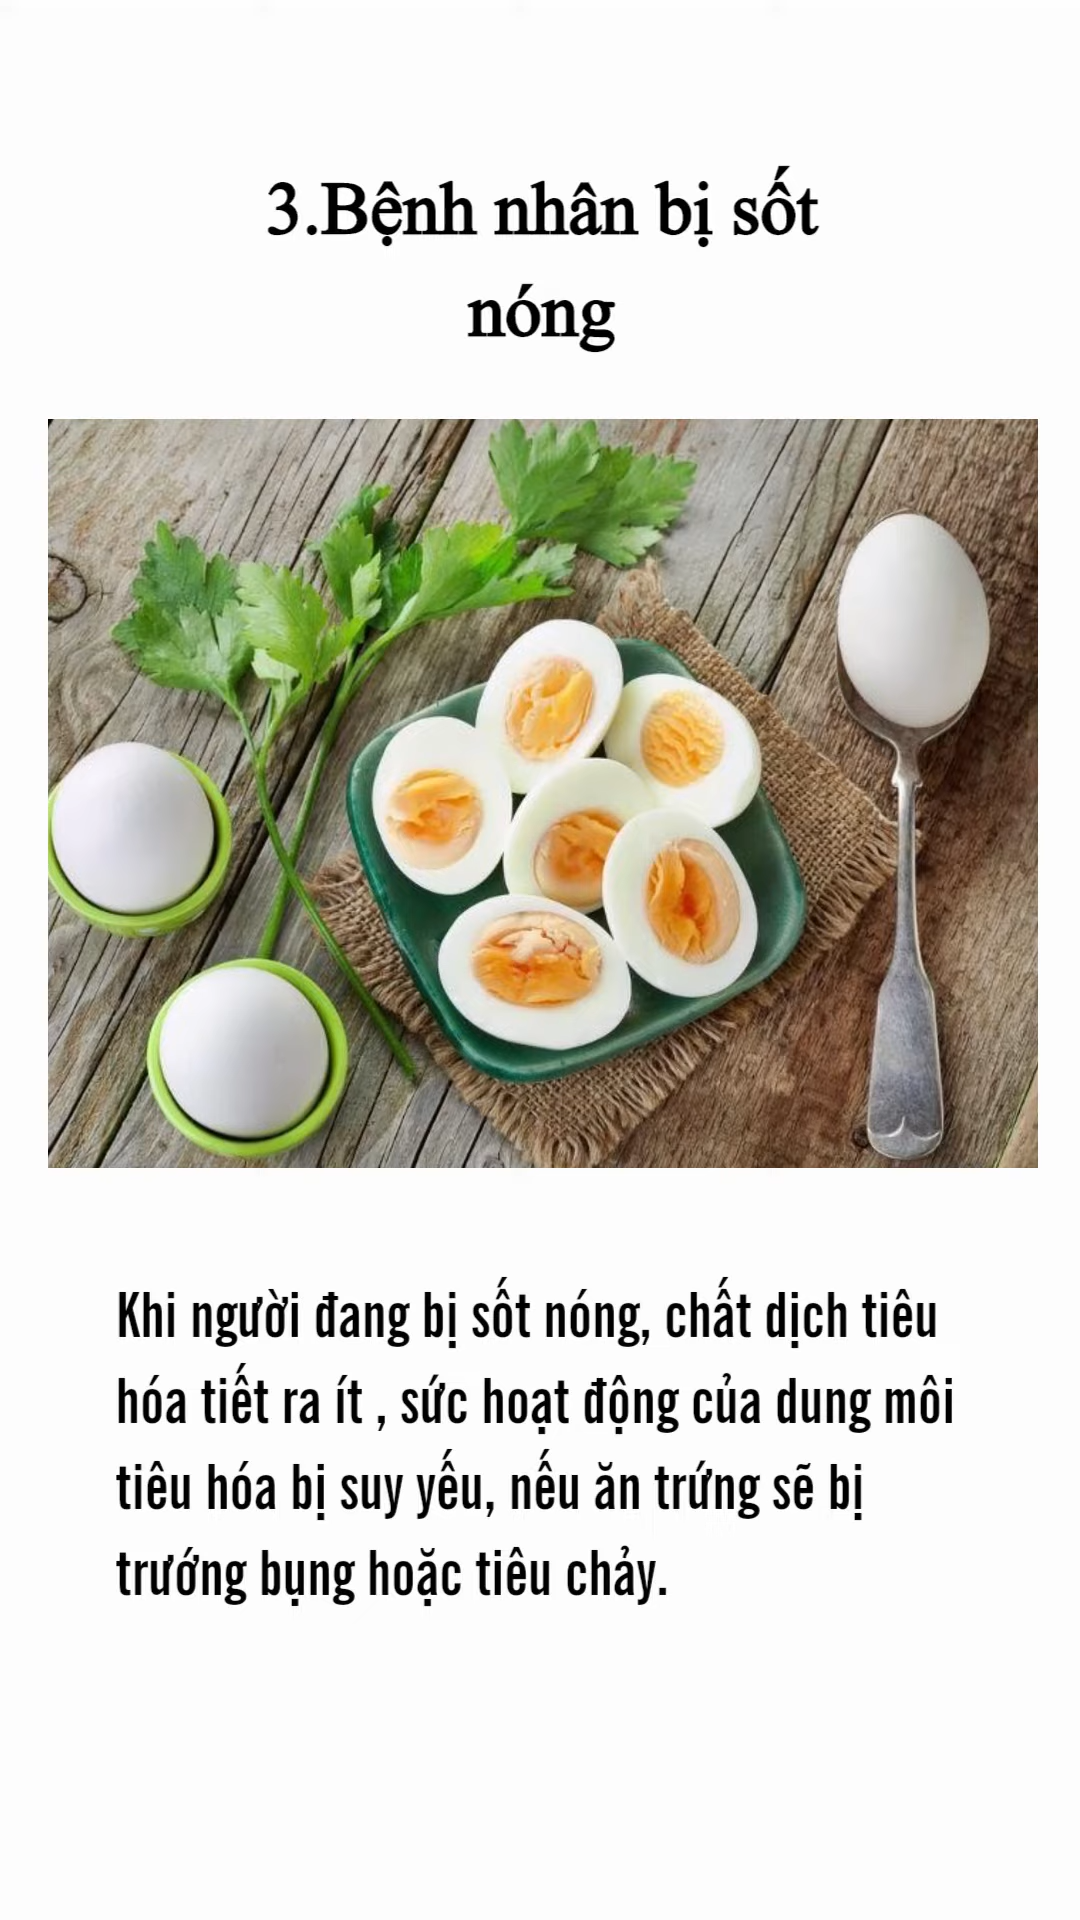 3.Bệnh nhân bị sốt
nóng
Khi người đang bị sốt nóng, chất dịch tiêu
hóa tiết ra ít , sức hoạt động của dung môi
tiêu hóa bị suy yếu, nếu ăn trứng sẽ bị
trướng bụng hoặc tiêu chảy.